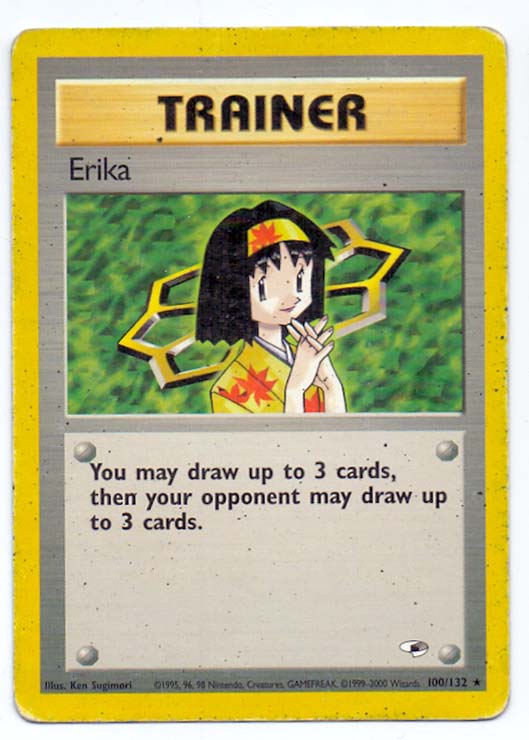 TRAINER
Erika
You may draw up to 3 cards,
then your opponent may draw up
to 3 cards.
Illus. Ken Sugimori ©1995, 96, 98 Nintendo, Creatures, GAMEFREAK. ©1999-2000 Wizards. 100/132 ★